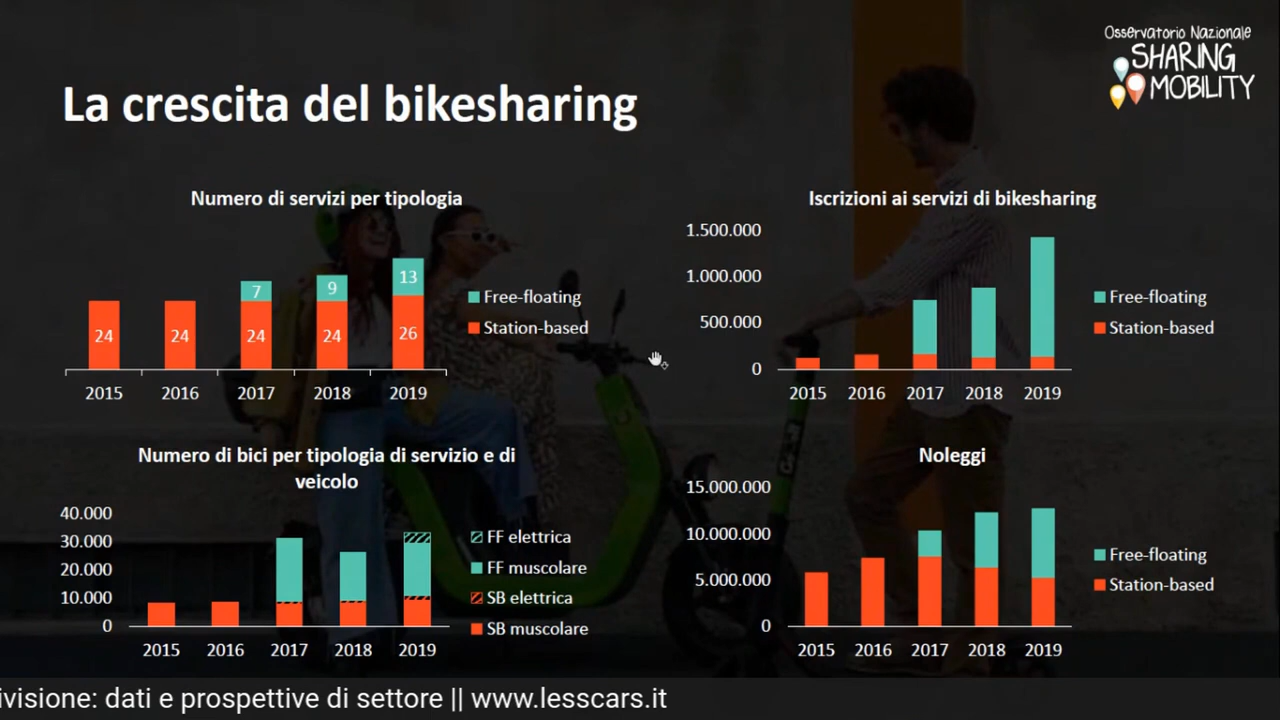 Osservatorio Nazionale
SHARING
MOBILITY
La crescita del bikesharing
Numero di servizi per tipologia
24
24
7
24
9
24
13
26
2015 2016 2017 2018 2019
Free-floating
Station-based
Iscrizioni ai servizi di bikesharing
1.500.000
1.000.000
500.000
0
2015 2016 2017 2018 2019
Free-floating
Station-based
Numero di bici per tipologia di servizio e di
veicolo
40.000
30.000
20.000
10.000
0
2015 2016 2017 2018 2019
FF elettrica
FF muscolare
SB elettrica
SB muscolare
Noleggi
15.000.000
10.000.000
5.000.000
0
2015 2016 2017 2018 2019
Free-floating
Station-based
ivisione: dati e prospettive di settore || www.lesscars.it